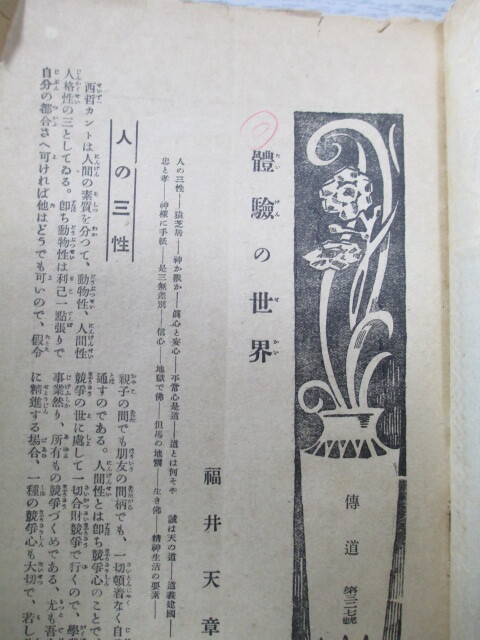 傳道 第三七號
體驗の世界
福井天章
人の三性――猿芝居――神か獣か――眞心と安心――平常心是道――道とは何ぞや――誠は天の道――道義建國――
忠と孝――神樣に手紙――是三無差別――信心――地獄で佛――但馬の地震――生き佛――精神生活の要素――
人の三性
西哲カントは人間の素質を分つて、動物性、人間性
人格性の三としてゐる。卽ち動物性は利己一點張りで
自分の都合さへ可ければ他はどうでも可いので、假令
親子の間でも朋友の間柄でも、一切頓着なく自
通すのである。人間性とは卽ち競爭心のことで
競爭の世に處して一切合財競爭で行くので、學
事業然り、所有もの競爭づくめである、尤も吾
に精進する場合、一種の競爭心も大切で、若し